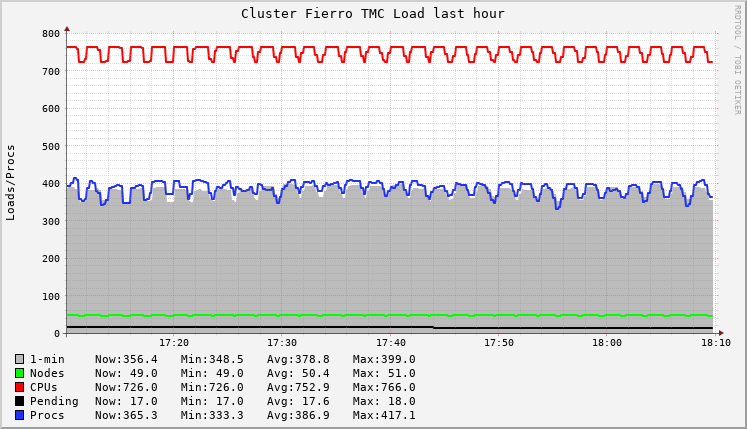 Cluster Fierro TMC Load last hour
RRDTOOL / TOBI OETIKER
Loads/Procs
800
700
600
500
400
300
200
100
0
17:20 17:30 17:40 17:50 18:00 18:10
1-min Now:356.4 Min:348.5 Avg:378.8 Max:399.0
Nodes Now: 49.0 Min: 49.0 Avg: 50.4 Max: 51.0
CPUs Now:726.0 Min:726.0 Avg:752.9 Max:766.0
Pending Now: 17.0 Min: 17.0 Avg: 17.6 Max: 18.0
Procs Now:365.3 Min:333.3 Avg:386.9 Max:417.1